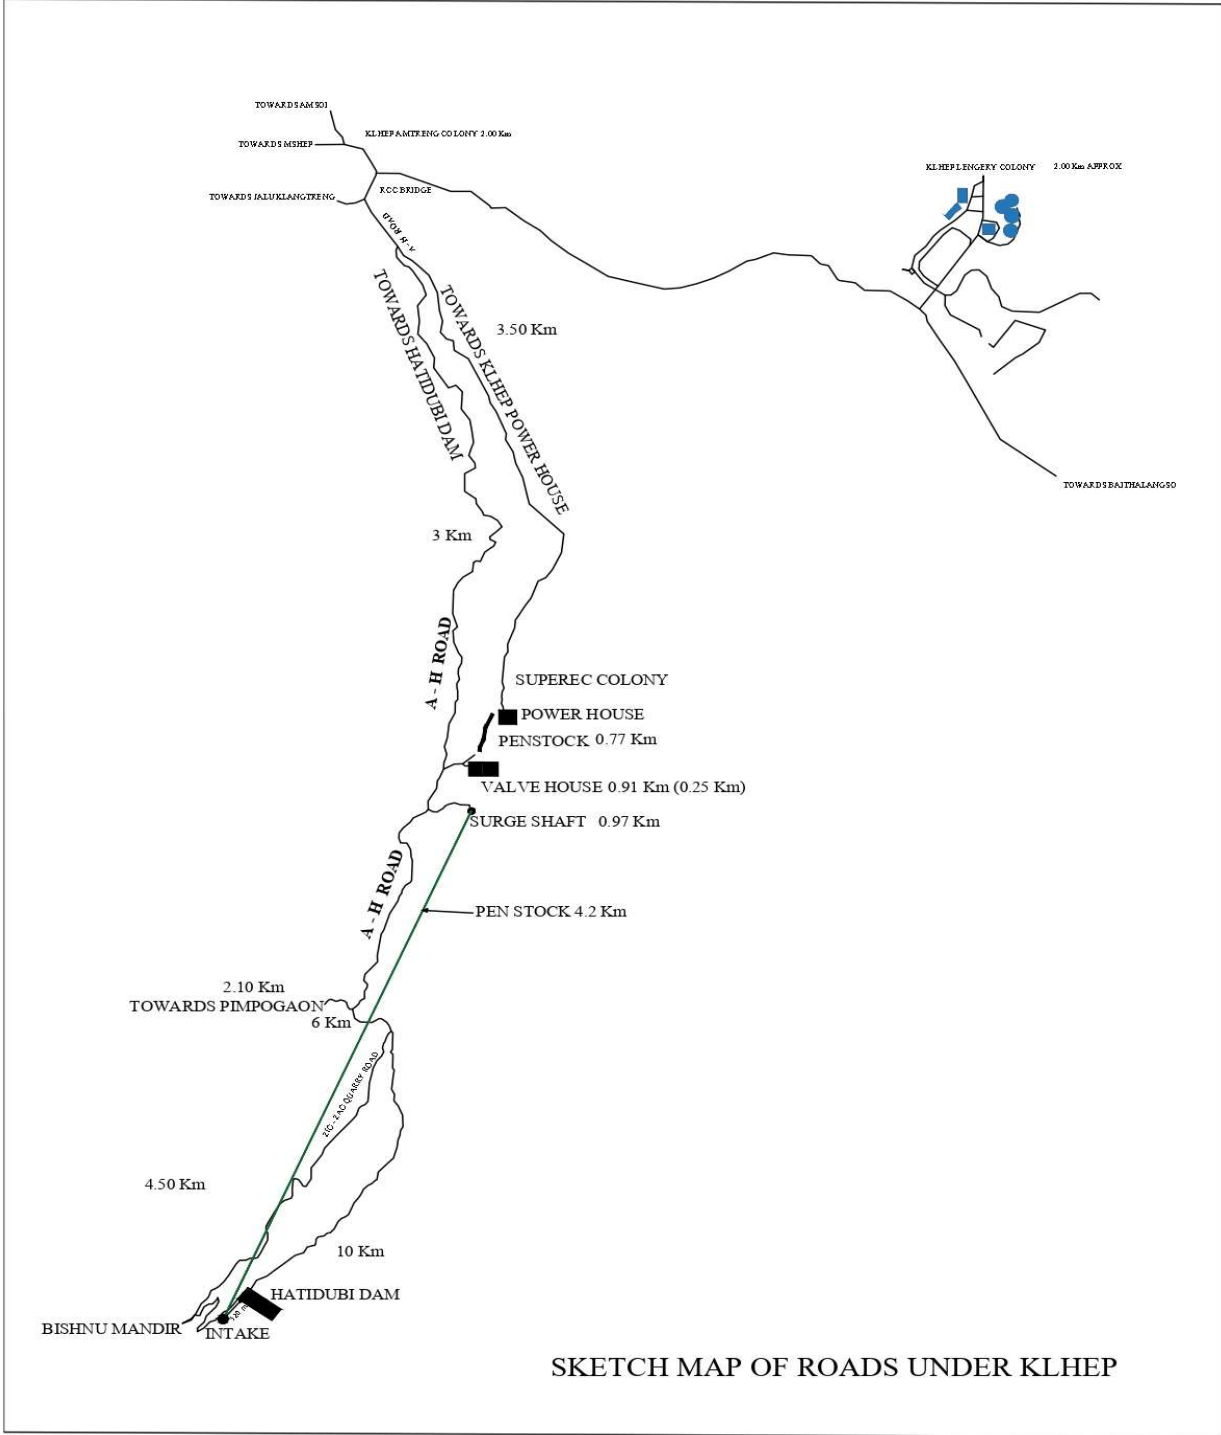 TOWARDS AMSOI
KLHEP AMTRENG COLONY 2.00 Km
TOWARDS MSHEP
KLHEP LENGERY COLONY 2.00 Km APPROX
RCC BRIDGE
TOWARDS JALUKLANGTRENG
A-H ROAD
TOWARDS HATIDUBI DAM
TOWARDS KLHEP POWER HOUSE
3.50 Km
TOWARDS BAITHALANGSO
3 Km
A - H ROAD
SUPEREC COLONY
POWER HOUSE
PENSTOCK 0.77 Km
VALVE HOUSE 0.91 Km (0.25 Km)
SURGE SHAFT 0.97 Km
A - H ROAD
PEN STOCK 4.2 Km
2.10 Km
TOWARDS PIMPOGAON
6 Km
QUARRY ROAD
4.50 Km
10 Km
HATIDUBI DAM
BISHNU MANDIR
INTAKE
SKETCH MAP OF ROADS UNDER KLHEP